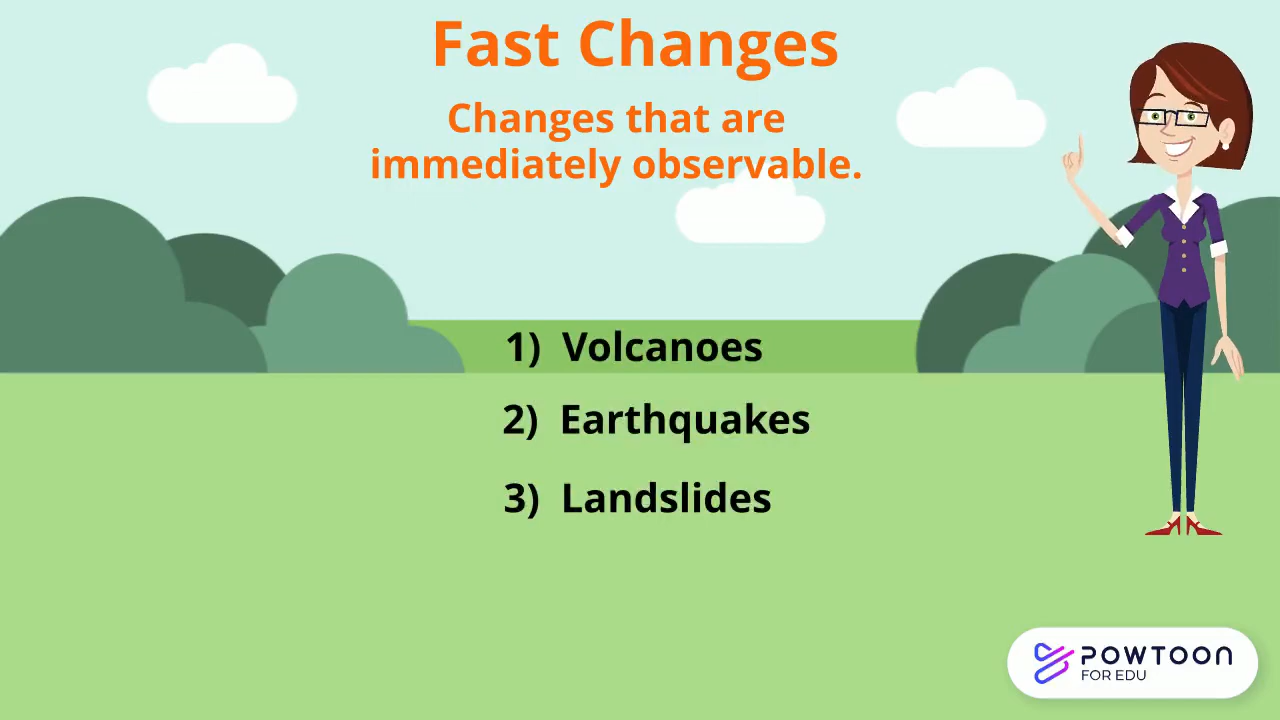 Fast Changes
Changes that are
immediately observable.
1) Volcanoes
2) Earthquakes
3) Landslides
POWTOON
FOR EDU